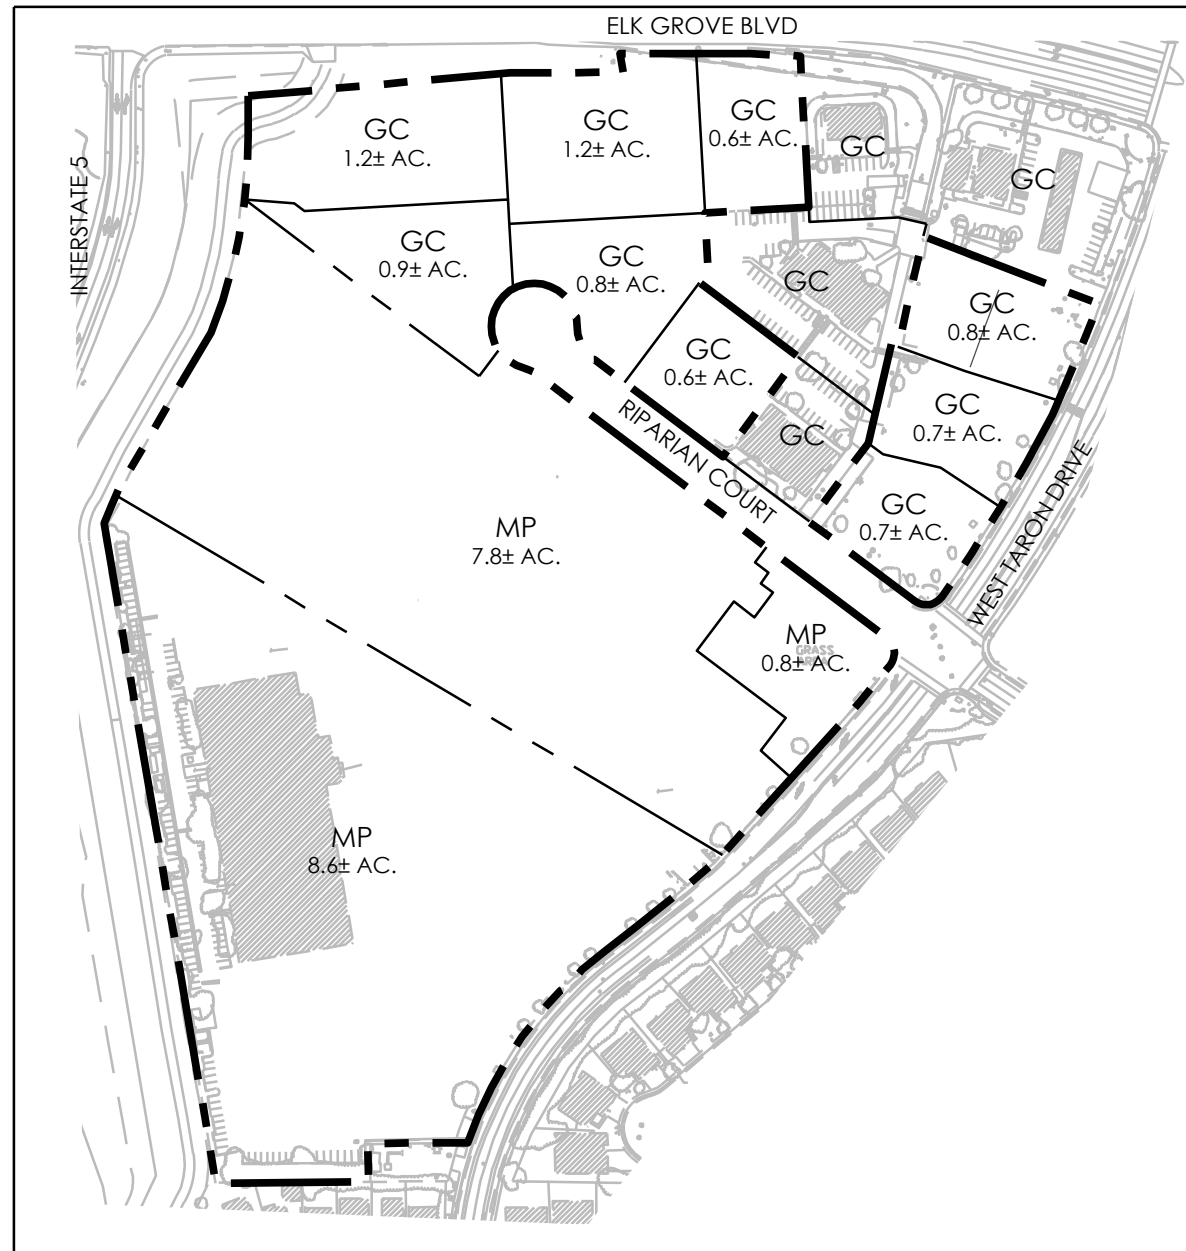 ELK GROVE BLVD
INTERSTATE 5
GC
1.2± AC.
GC
1.2± AC.
GC
0.6± AC.
GC
GC
GC
0.9± AC.
GC
0.8± AC.
GC
GC
0.8± AC.
GC
0.6± AC.
GC
0.7± AC.
GC
RIPARIAN COURT
GC
0.7± AC.
WEST TARON DRIVE
MP
7.8± AC.
MP
GRASS
AREA
0.8± AC.
MP
8.6± AC.